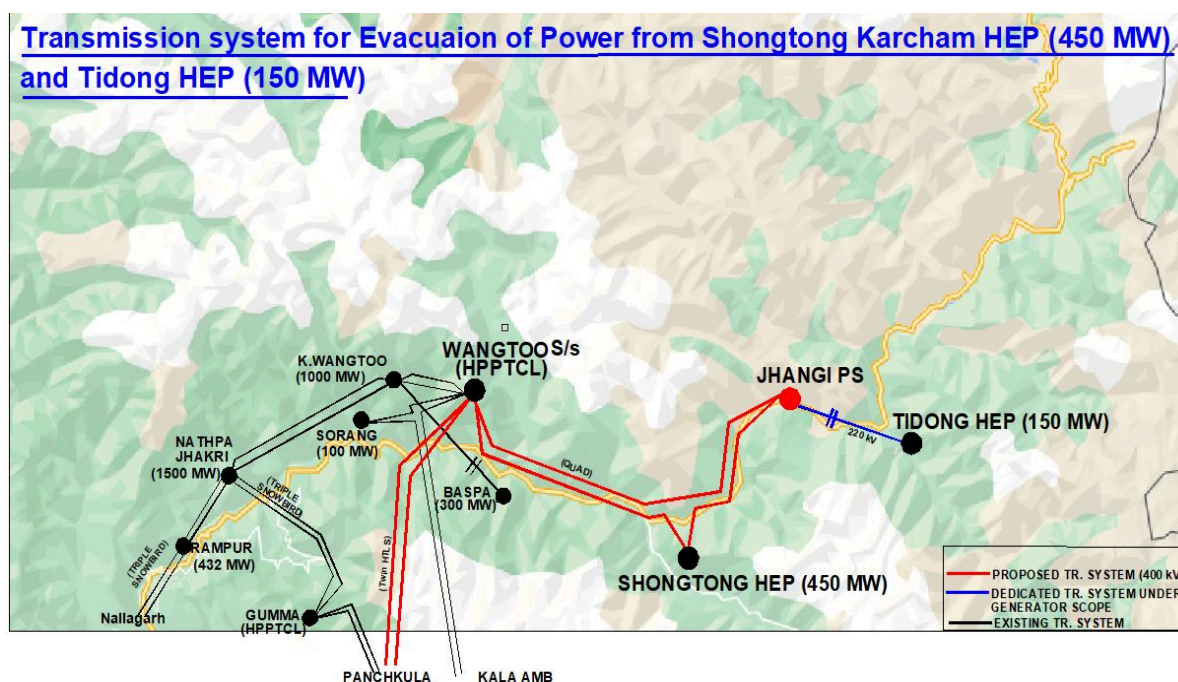 Transmission system for Evacuaion of Power from Shongtong Karcham HEP (450 MW)
and Tidong HEP (150 MW)
WANGTOO S/s
(HPPTCL)
K.WANGTOO
(1000 MW)
JHANGI PS
TIDONG HEP (150 MW)
220 kV
SORANG
(100 MW)
NATHPA
JHAKRI
(1500 MW)
(QUAD)
(TRIPLE
SNOWBIRD
BASPA
(300 MW)
RAMPUR
(432 MW)
(TRIPLE
SNOWBIRD)
(Twin HTLS)
SHONGTONG HEP (450 MW)
Nallagarh
GUMMA
(HPPTCL)
PANCHKULA
KALA AMB
PROPOSED TR. SYSTEM (400 kV
DEDICATED TR. SYSTEM UNDER
GENERATOR SCOPE
EXISTING TR. SYSTEM